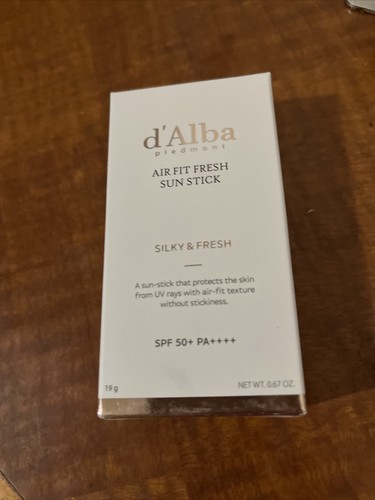 d'Alba
piedmont
AIR FIT FRESH
SUN STICK
SILKY & FRESH
A sun-stick that protects the skin
from UV rays with air-fit texture
without stickiness.
SPF 50+ PA++++
19 g NET WT. 0.67 OZ.